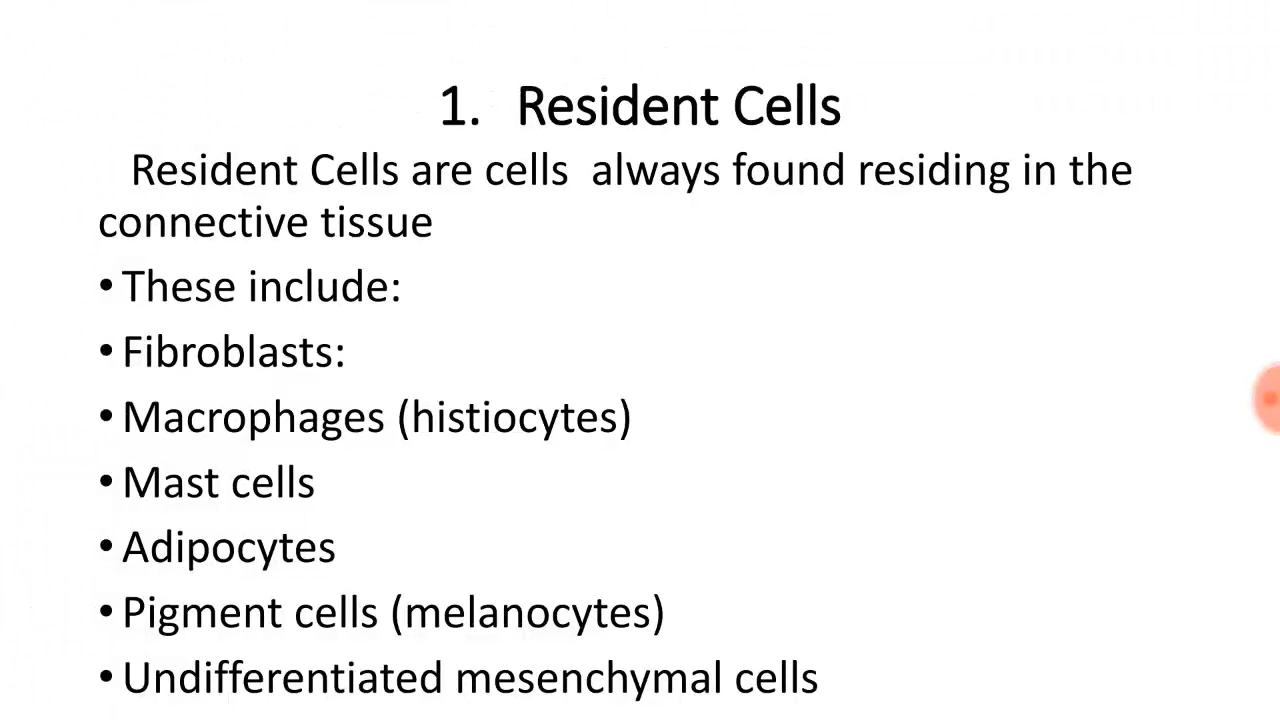 1. Resident Cells
Resident Cells are cells always found residing in the
connective tissue
• These include:
• Fibroblasts:
• Macrophages (histiocytes)
• Mast cells
• Adipocytes
• Pigment cells (melanocytes)
• Undifferentiated mesenchymal cells